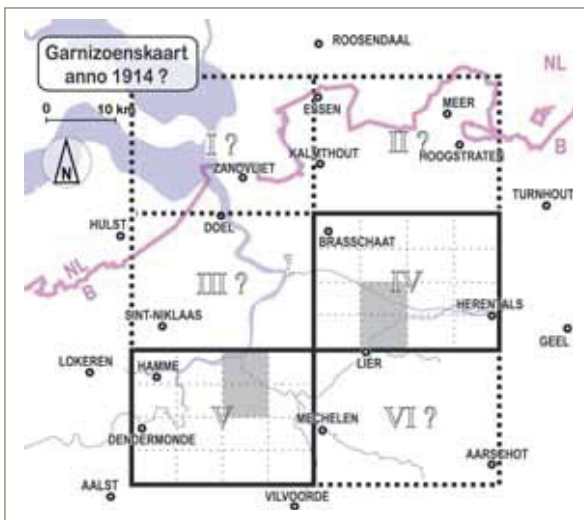 Garnizoenskaart
anno 1914 ?
ROOSENDAAL
NL
0 10 km
ESSEN
MEER
I ?
II ?
B
N
KALMTHOUT
HOOGSTRATEN
ZANDVLIET
TURNHOUT
DOEL
HULST
BRASSCHAAT
NL
B
III ?
IV
HERENTALS
SINT-NIKLAAS
GEEL
LOKEREN
HAMME
LIER
V
VI ?
MECHELEN
DENDERMONDE
AARSCHOT
AALST
VILVOORDE